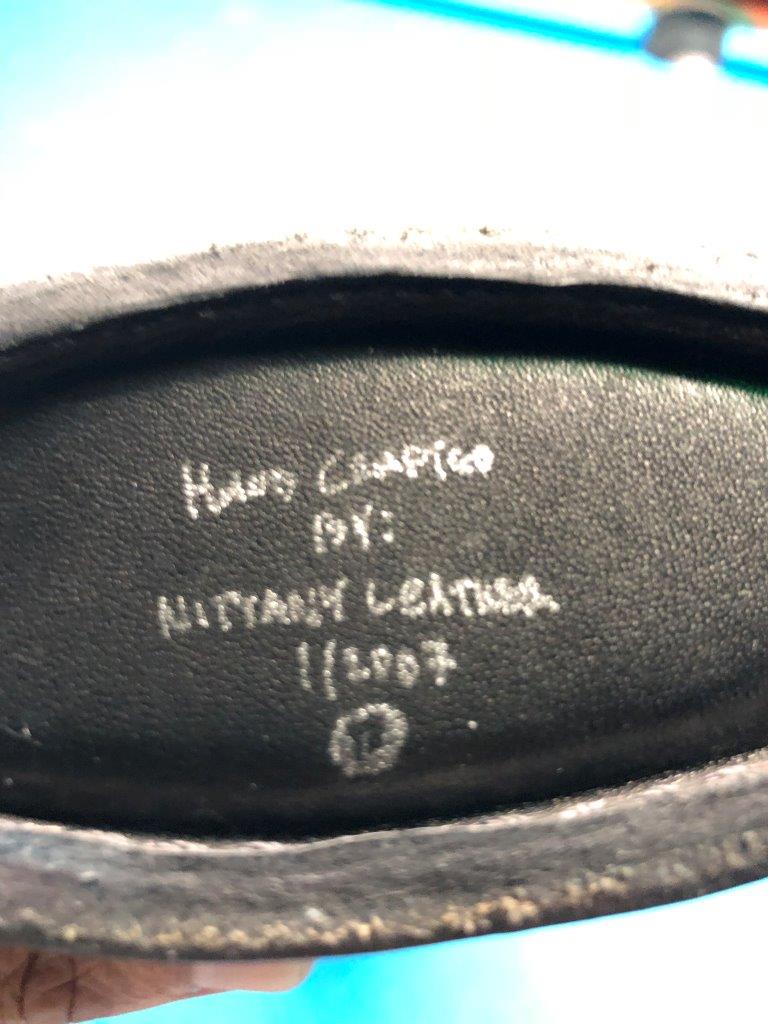 HAND CRAFTED
BY:
NITTANY LEATHER
1/2007